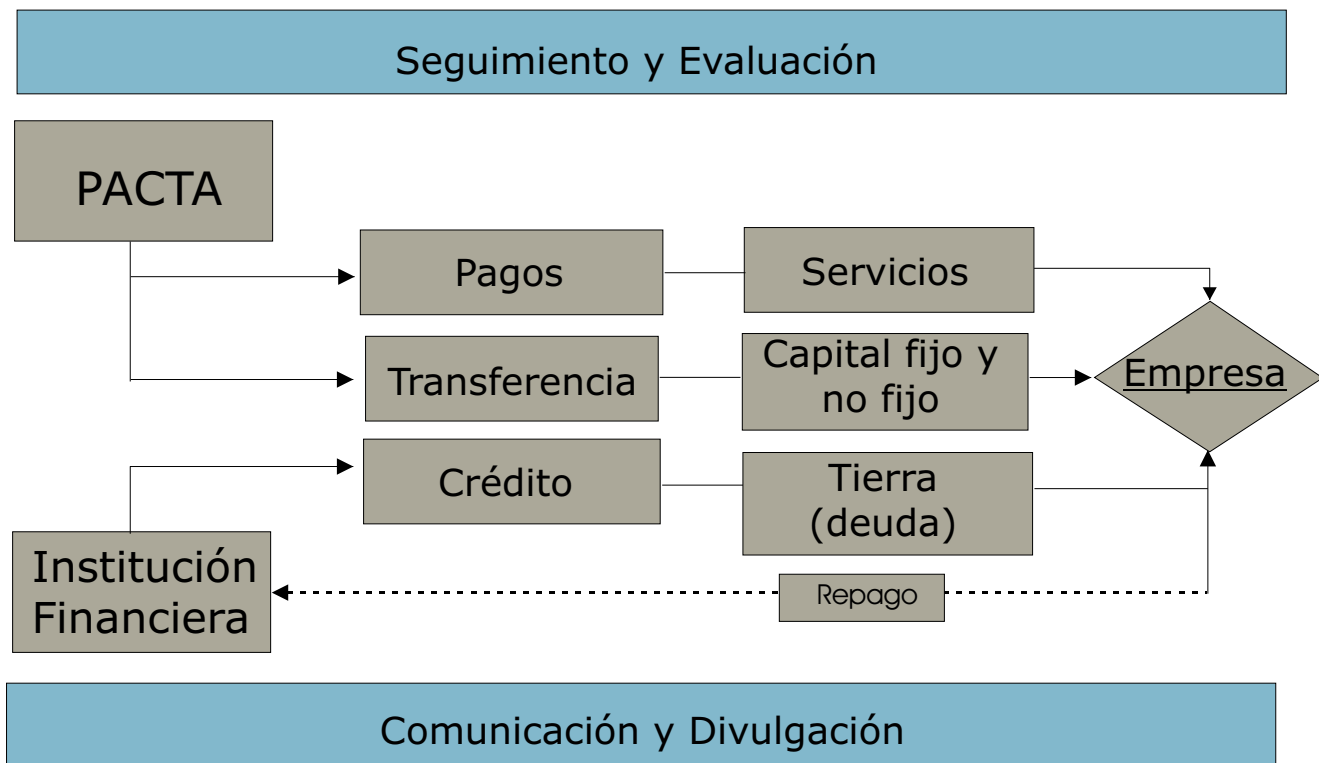 Seguimiento y Evaluación
PACTA
Pagos
Servicios
Transferencia
Capital fijo y
no fijo
Empresa
Crédito
Tierra
(deuda)
Institución
Financiera
Repago
Comunicación y Divulgación